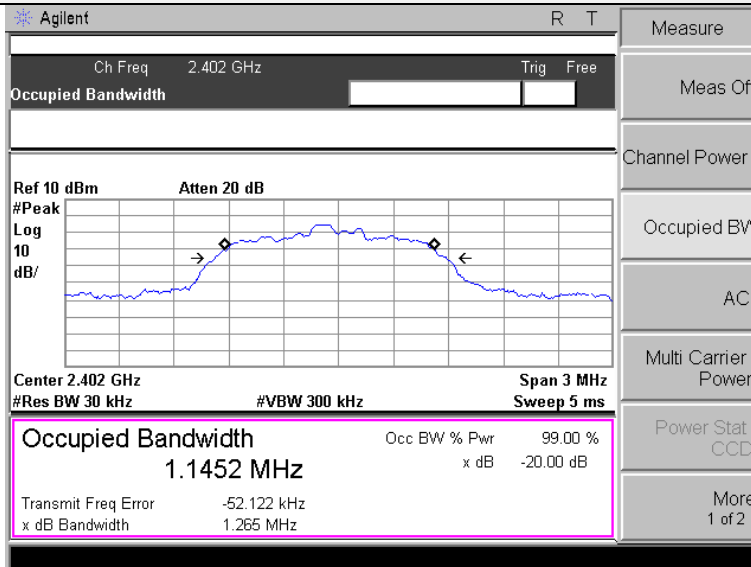 Agilent R T
Ch Freq 2.402 GHz Trig Free
Occupied Bandwidth
Ref 10 dBm Atten 20 dB
#Peak
Log
10
dB/
Center 2.402 GHz Span 3 MHz
#Res BW 30 kHz #VBW 300 kHz Sweep 5 ms
Occupied Bandwidth Occ BW % Pwr 99.00 %
1.1452 MHz x dB -20.00 dB
Transmit Freq Error -52.122 kHz
x dB Bandwidth 1.265 MHz
Measure
Meas Of
Channel Power
Occupied BW
AC
Multi Carrier
Power
Power Stat
CCD
More
1 of 2